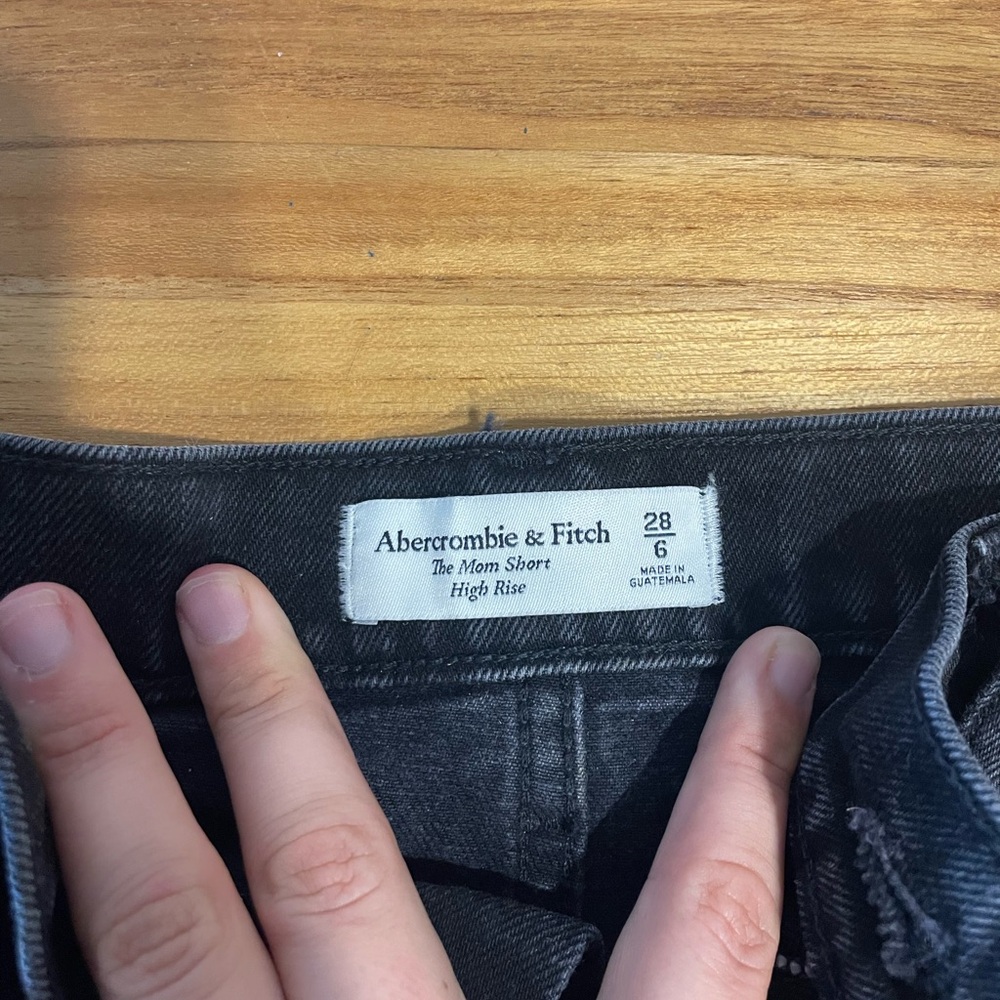 Abercrombie & Fitch
The Mom Short
High Rise
28
6
MADE IN
GUATEMALA